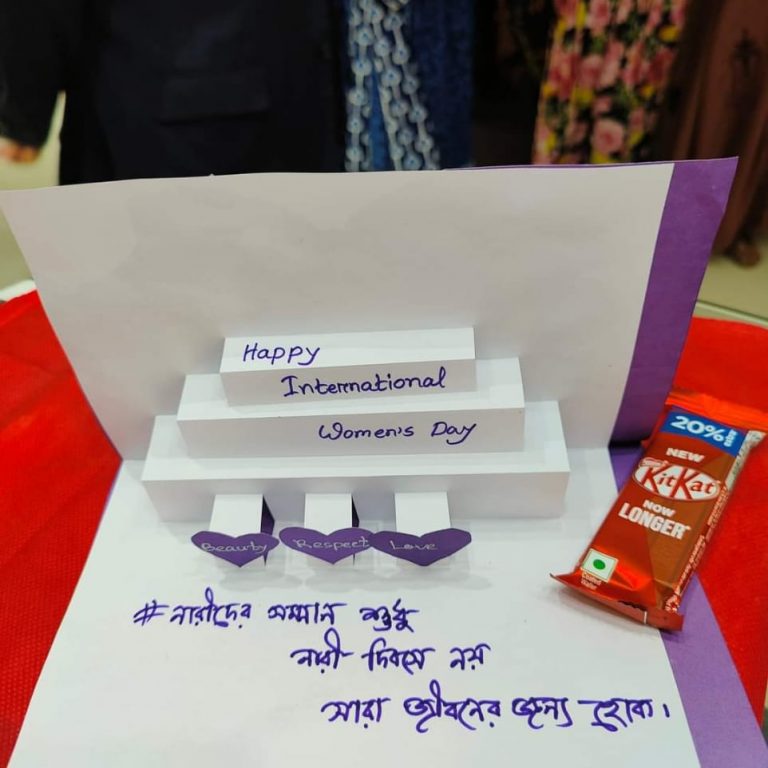 Happy
International
Women's Day
Beauty Respect Love
#নারীদের সম্মান শুধু
নারী দিবসে নয়
সারা জীবনের জন্য হোক।
20%
NEW
KitKat
NOW
LONGER